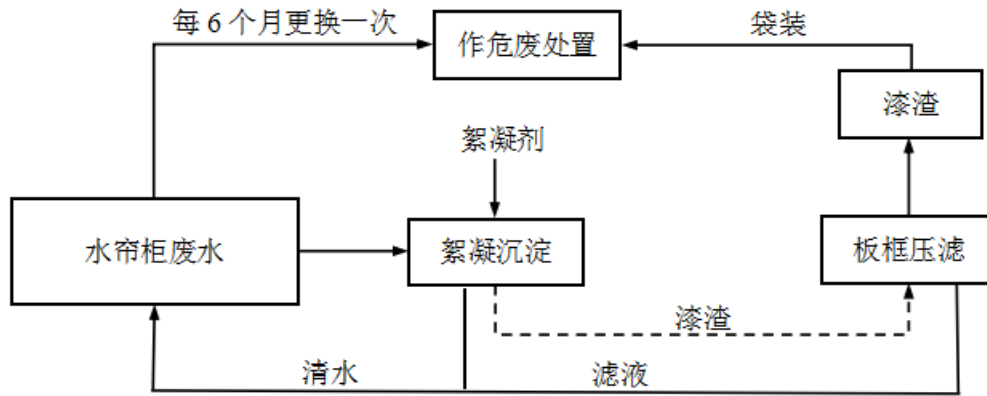 每6个月更换一次
作危废处置
袋装
漆渣
絮凝剂
水帘柜废水
絮凝沉淀
板框压滤
漆渣
清水
滤液